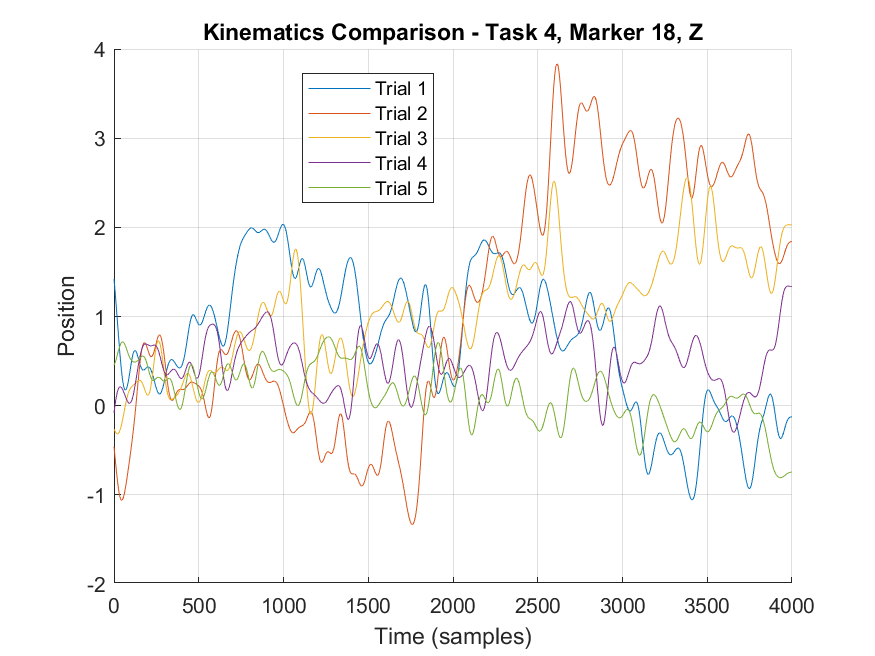 Kinematics Comparison - Task 4, Marker 18, Z
4
3
2
1
0
-1
-2
Position
Trial 1
Trial 2
Trial 3
Trial 4
Trial 5
0 500 1000 1500 2000 2500 3000 3500 4000
Time (samples)